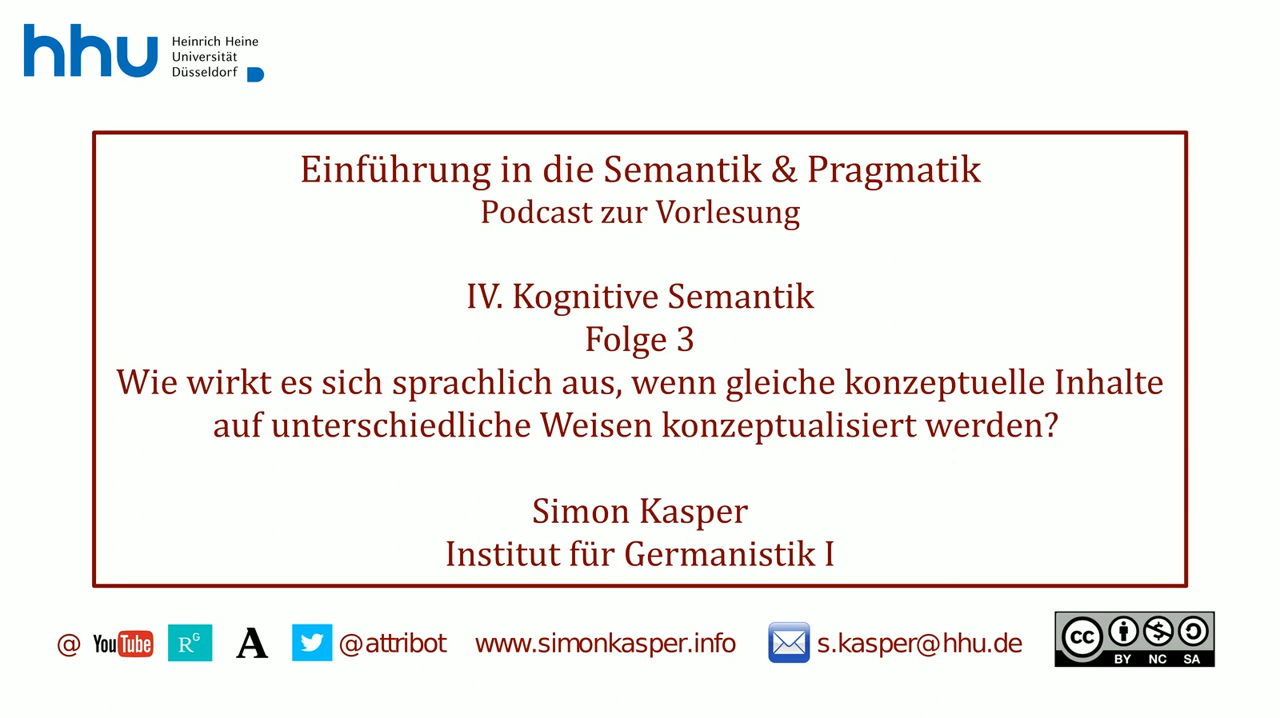 hhu Heinrich Heine
Universität
Düsseldorf
Einführung in die Semantik & Pragmatik
Podcast zur Vorlesung
IV. Kognitive Semantik
Folge 3
Wie wirkt es sich sprachlich aus, wenn gleiche konzeptuelle Inhalte
auf unterschiedliche Weisen konzeptualisiert werden?
Simon Kasper
Institut für Germanistik I
@ YouTube RG A @attribot www.simonkasper.info s.kasper@hhu.de cc BY NC SA